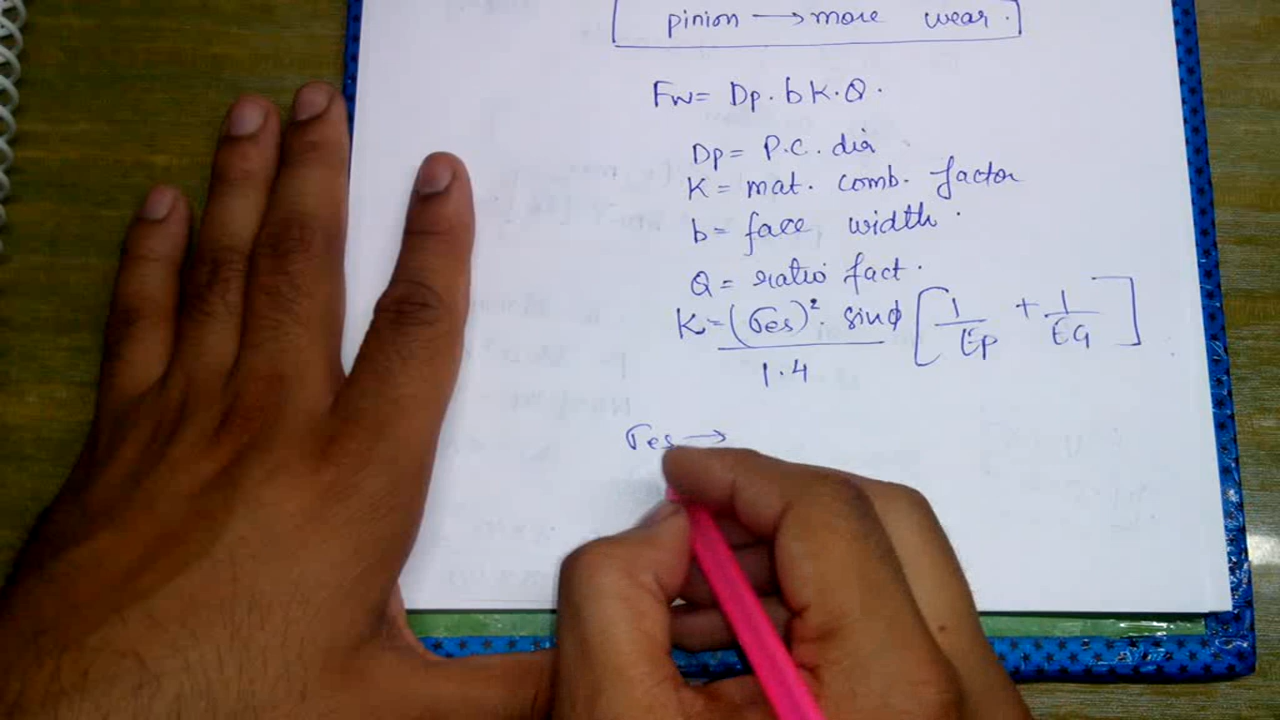 pinion → more wear.
Fw= Dp. b K. Q.
Dp= P.C. dia
K= mat. comb. factor
b= face width.
Q= ratio fact.
K= (σes)². sinϕ / 1.4 [1/Ep + 1/EG]
σes →